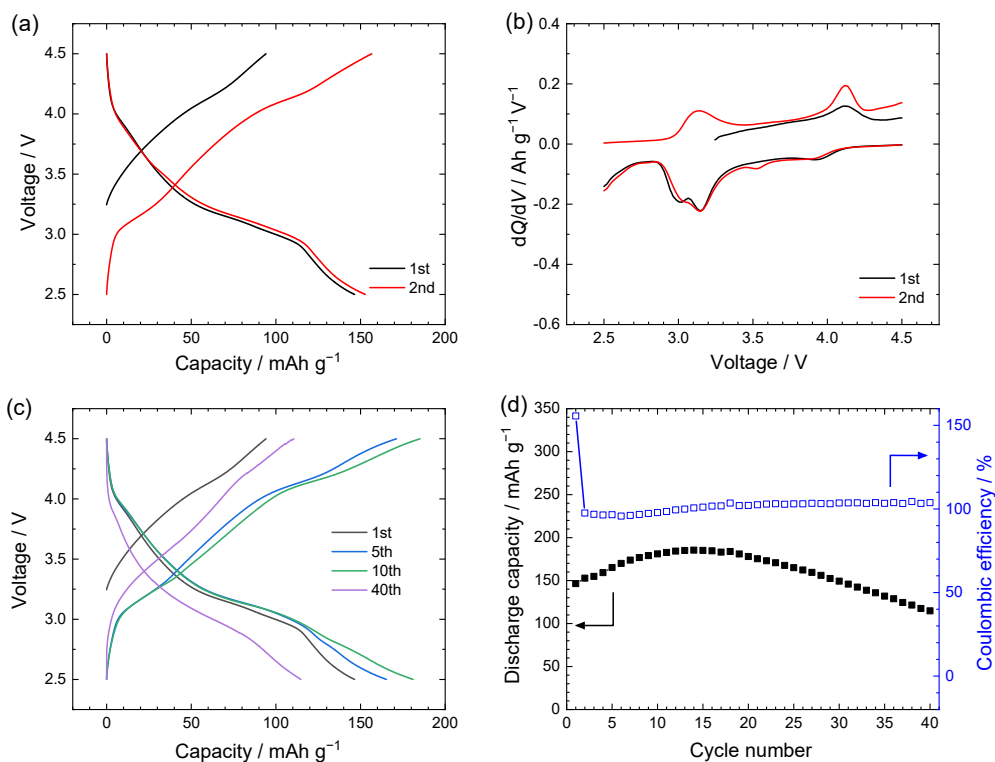 (a)
4.5
4.0
3.5
3.0
2.5
Voltage / V
1st
2nd
0
50
100
150
200
Capacity / mAh g⁻¹
(b)
0.4
0.2
0.0
-0.2
-0.4
-0.6
dQ/dV / Ah g⁻¹ V⁻¹
1st
2nd
2.5
3.0
3.5
4.0
4.5
Voltage / V
(c)
4.5
4.0
3.5
3.0
2.5
Voltage / V
1st
5th
10th
40th
0
50
100
150
200
Capacity / mAh g⁻¹
(d)
350
300
250
200
150
100
50
0
Discharge capacity / mAh g⁻¹
150
100
50
0
Coulombic efficiency / %
0
5
10
15
20
25
30
35
40
Cycle number